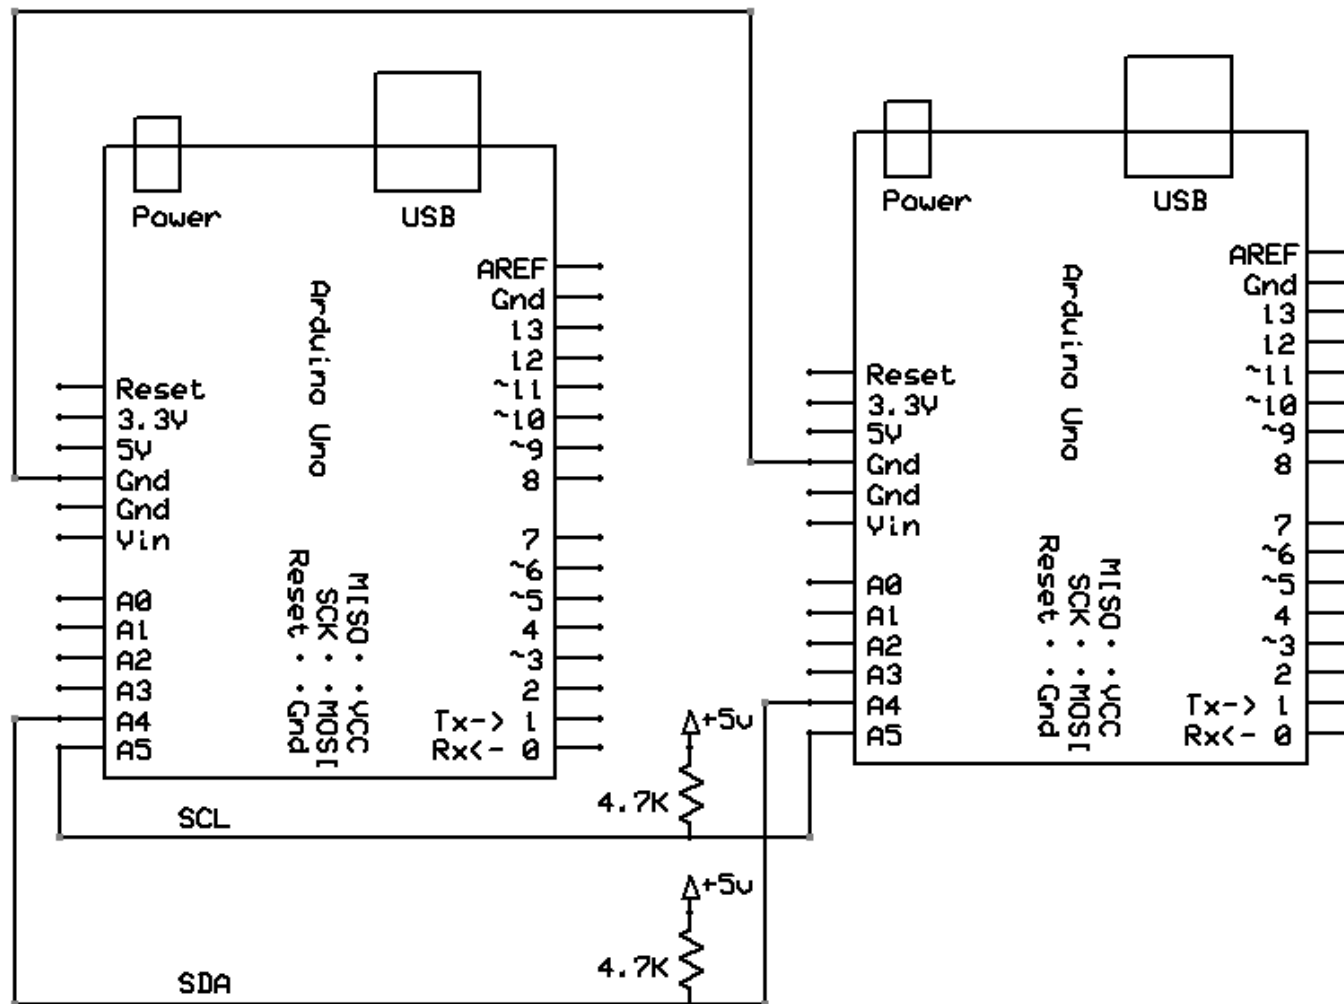 Power
USB
Arduino Uno
AREF
Gnd
13
12
~11
~10
~9
8
7
~6
~5
4
~3
2
Tx-> 1
Rx<- 0
Reset
3.3V
5V
Gnd
Gnd
Vin
A0
A1
A2
A3
A4
A5
MISO · · VCC
SCK · · MOSI
Reset · · Gnd
Power
USB
Arduino Uno
AREF
Gnd
13
12
~11
~10
~9
8
7
~6
~5
4
~3
2
Tx-> 1
Rx<- 0
Reset
3.3V
5V
Gnd
Gnd
Vin
A0
A1
A2
A3
A4
A5
MISO · · VCC
SCK · · MOSI
Reset · · Gnd
+5v
4.7K
SCL
+5v
4.7K
SDA